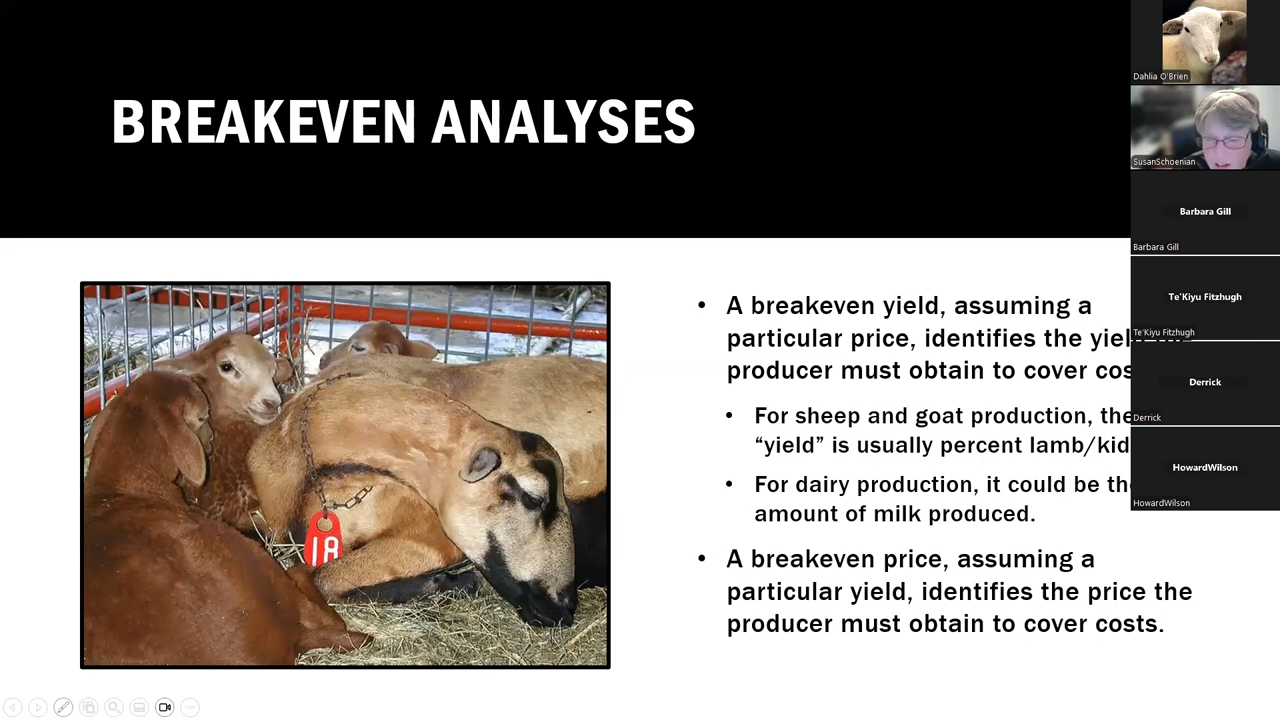 BREAKEVEN ANALYSES
• A breakeven yield, assuming a
particular price, identifies the
producer must obtain to cover
• For sheep and goat production, the
“yield” is usually percent lamb/kid
• For dairy production, it could be
amount of milk produced.
• A breakeven price, assuming a
particular yield, identifies the price the
producer must obtain to cover costs.
18
Dahlia O'Brien
SusanSchoenian
Barbara Gill
Barbara Gill
Te'Kiyu Fitzhugh
Te'Kiyu Fitzhugh
Derrick
Derrick
HowardWilson
HowardWilson